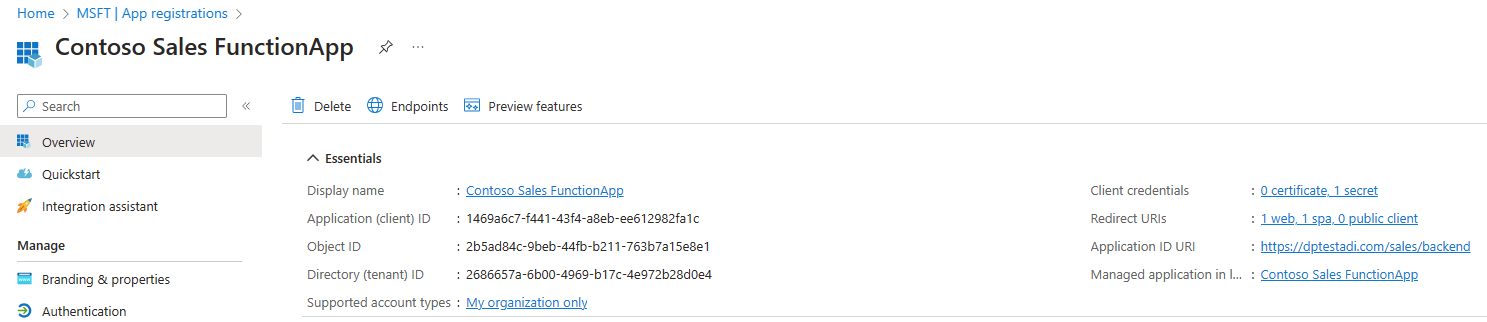 Home > MSFT | App registrations >
Contoso Sales FunctionApp ...
Search «
Delete Endpoints Preview features
Overview
Quickstart
Integration assistant
Manage
Branding & properties
Authentication
Essentials
Display name : Contoso Sales FunctionApp
Application (client) ID : 1469a6c7-f441-43f4-a8eb-ee612982fa1c
Object ID : 2b5ad84c-9beb-44fb-b211-763b7a15e8e1
Directory (tenant) ID : 2686657a-6b00-4969-b17c-4e972b28d0e4
Supported account types : My organization only
Client credentials : 0 certificate, 1 secret
Redirect URIs : 1 web, 1 spa, 0 public client
Application ID URI : https://dptestadi.com/sales/backend
Managed application in l... : Contoso Sales FunctionApp